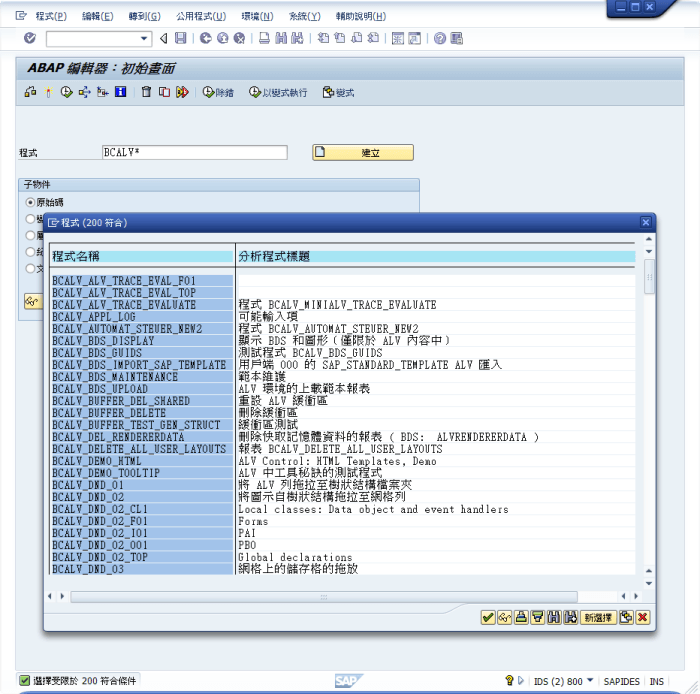 程式(P) 編輯(E) 轉到(G) 公用程式(U) 環境(N) 系統(Y) 輔助說明(H)
ABAP 編輯器：初始畫面
除錯 以變式執行 變式
程式 BCALV* 建立
子物件
原始碼
程式 (200 符合)
程式名稱 分析程式標題
BCALV_ALV_TRACE_EVAL_F01
BCALV_ALV_TRACE_EVAL_TOP
BCALV_ALV_TRACE_EVALUATE 程式 BCALV_MINIALV_TRACE_EVALUATE
BCALV_APPL_LOG 可能輸入項
BCALV_AUTOMAT_STEUER_NEW2 程式 BCALV_AUTOMAT_STEUER_NEW2
BCALV_BDS_DISPLAY 顯示 BDS 和圖形 (僅限於 ALV 內容中)
BCALV_BDS_GUIDS 測試程式 BCALV_BDS_GUIDS
BCALV_BDS_IMPORT_SAP_TEMPLATE 用戶端 000 的 SAP_STANDARD_TEMPLATE ALV 匯入
BCALV_BDS_MAINTENANCE 範本維護
BCALV_BDS_UPLOAD ALV 環境的上載範本報表
BCALV_BUFFER_DEL_SHARED 重設 ALV 緩衝區
BCALV_BUFFER_DELETE 刪除緩衝區
BCALV_BUFFER_TEST_GEN_STRUCT 緩衝區測試
BCALV_DEL_RENDERERDATA 刪除快取記憶體資料的報表 ( BDS: ALVRENDERERDATA )
BCALV_DELETE_ALL_USER_LAYOUTS 報表 BCALV_DELETE_ALL_USER_LAYOUTS
BCALV_DEMO_HTML ALV Control: HTML Templates, Demo
BCALV_DEMO_TOOLTIP ALV 中工具秘訣的測試程式
BCALV_DND_01 將 ALV 列拖拉至樹狀結構檔案夾
BCALV_DND_02 將圖示自樹狀結構拖拉至網格列
BCALV_DND_02_CL1 Local classes: Data object and event handlers
BCALV_DND_02_F01 Forms
BCALV_DND_02_I01 PAI
BCALV_DND_02_O01 PBO
BCALV_DND_02_TOP Global declarations
BCALV_DND_03 網格上的儲存格的拖放
新選擇
選擇受限於 200 符合條件 SAP IDS (2) 800 SAPIDES INS